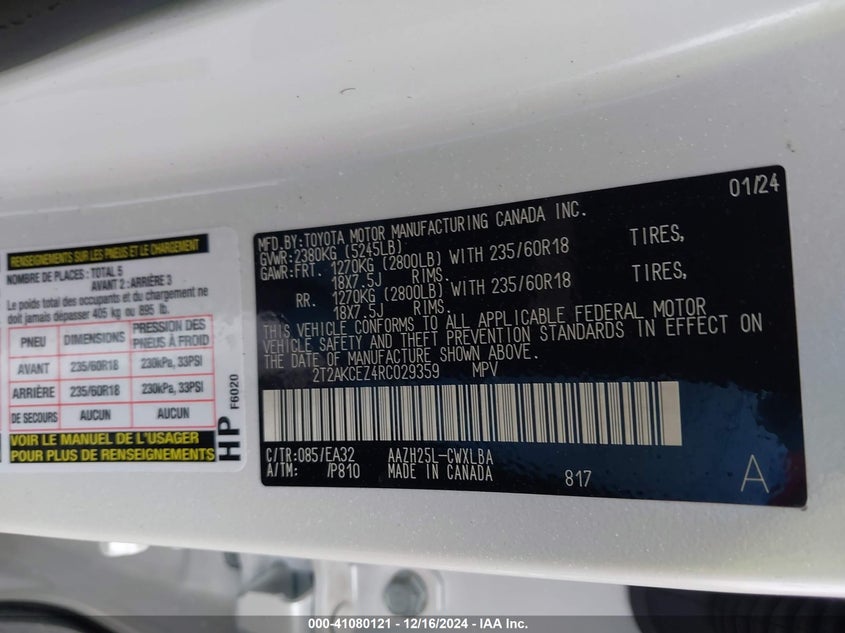 RENSEIGNEMENTS SUR LES PNEUS ET LE CHARGEMENT
NOMBRE DE PLACES: TOTAL 5
AVANT 2: ARRIÈRE 3
Le poids total des occupants et du chargement ne
doit jamais dépasser 405 kg ou 895 lb.
PNEU DIMENSIONS PRESSION DES PNEUS À FROID
AVANT 235/60R18 230kPa, 33PSI
ARRIÈRE 235/60R18 230kPa, 33PSI
DE SECOURS AUCUN AUCUN
VOIR LE MANUEL DE L'USAGER
POUR PLUS DE RENSEIGNEMENTS
HP F6020
01/24
MFD.BY:TOYOTA MOTOR MANUFACTURING CANADA INC.
GVWR:2380KG (5245LB)
GAWR:FRT. 1270KG (2800LB) WITH 235/60R18 TIRES,
18X7.5J RIMS.
RR. 1270KG (2800LB) WITH 235/60R18 TIRES,
18X7.5J RIMS.
THIS VEHICLE CONFORMS TO ALL APPLICABLE FEDERAL MOTOR
VEHICLE SAFETY AND THEFT PREVENTION STANDARDS IN EFFECT ON
THE DATE OF MANUFACTURE SHOWN ABOVE.
2T2AKCEZ4RC029359 MPV
C/TR:085/EA32 AAZH25L-CWXLBA
A/TM: /P810 MADE IN CANADA 817 A
000-41080121 - 12/16/2024 - IAA Inc.